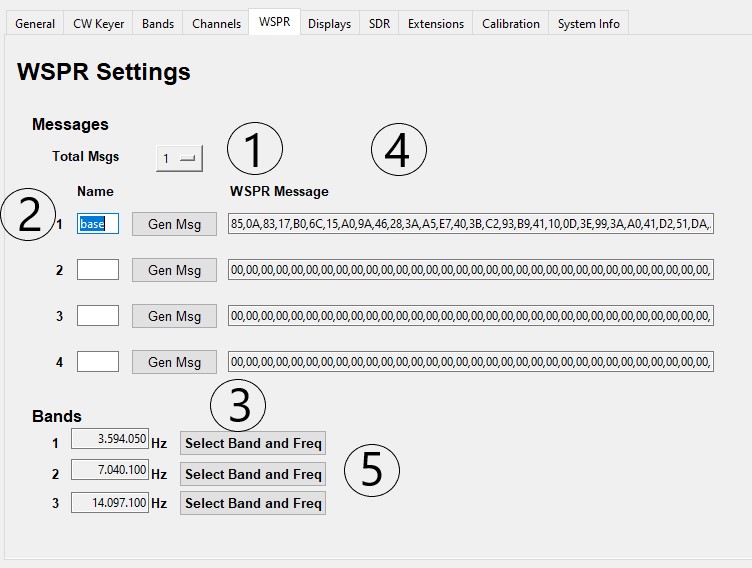 General CW Keyer Bands Channels WSPR Displays SDR Extensions Calibration System Info
WSPR Settings
Messages
Total Msgs 1
1
4
Name WSPR Message
2
1 base Gen Msg 85,0A,83,17,B0,6C,15,A0,9A,46,28,3A,A5,E7,40,3B,C2,93,B9,41,10,0D,3E,99,3A,A0,41,D2,51,DA,
2 Gen Msg 00,00,00,00,00,00,00,00,00,00,00,00,00,00,00,00,00,00,00,00,00,00,00,00,00,00,00,00,00,00,
3 Gen Msg 00,00,00,00,00,00,00,00,00,00,00,00,00,00,00,00,00,00,00,00,00,00,00,00,00,00,00,00,00,00,
4 Gen Msg 00,00,00,00,00,00,00,00,00,00,00,00,00,00,00,00,00,00,00,00,00,00,00,00,00,00,00,00,00,00,
3
Bands
1 3.594.050 Hz Select Band and Freq
2 7.040.100 Hz Select Band and Freq
5
3 14.097.100 Hz Select Band and Freq